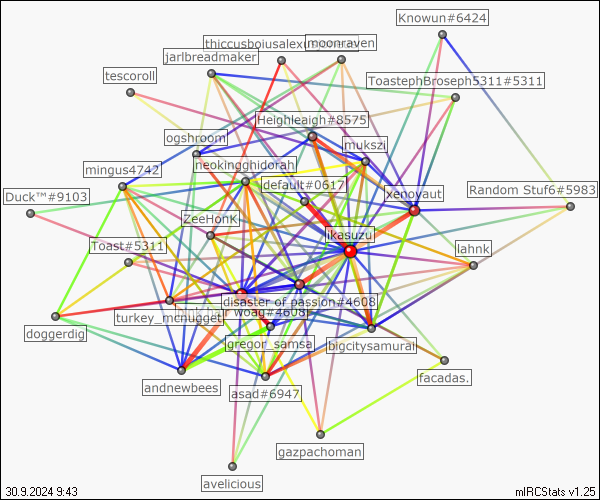 Knowun#6424
thiccusboiusalexus
mooraven
jarlbreadmaker
tescoroll
ToastephBroseph5311#5311
Heighleaigh#8575
ogshroom
mukszi
neokingghidorah
mingus4742
default#0617
xenovaut
Random Stuf6#5983
Duck™#9103
ZeeHonK
ikasuzu
Toast#5311
lahnk
disaster of passion#4608
woag#4608
turkey_mcnugget
doggerdig
gregor_samsa
bigcitysamurai
andnewbees
asad#6947
facadas.
gazpachoman
avelicious
30.9.2024 9:43
mIRCStats v1.25